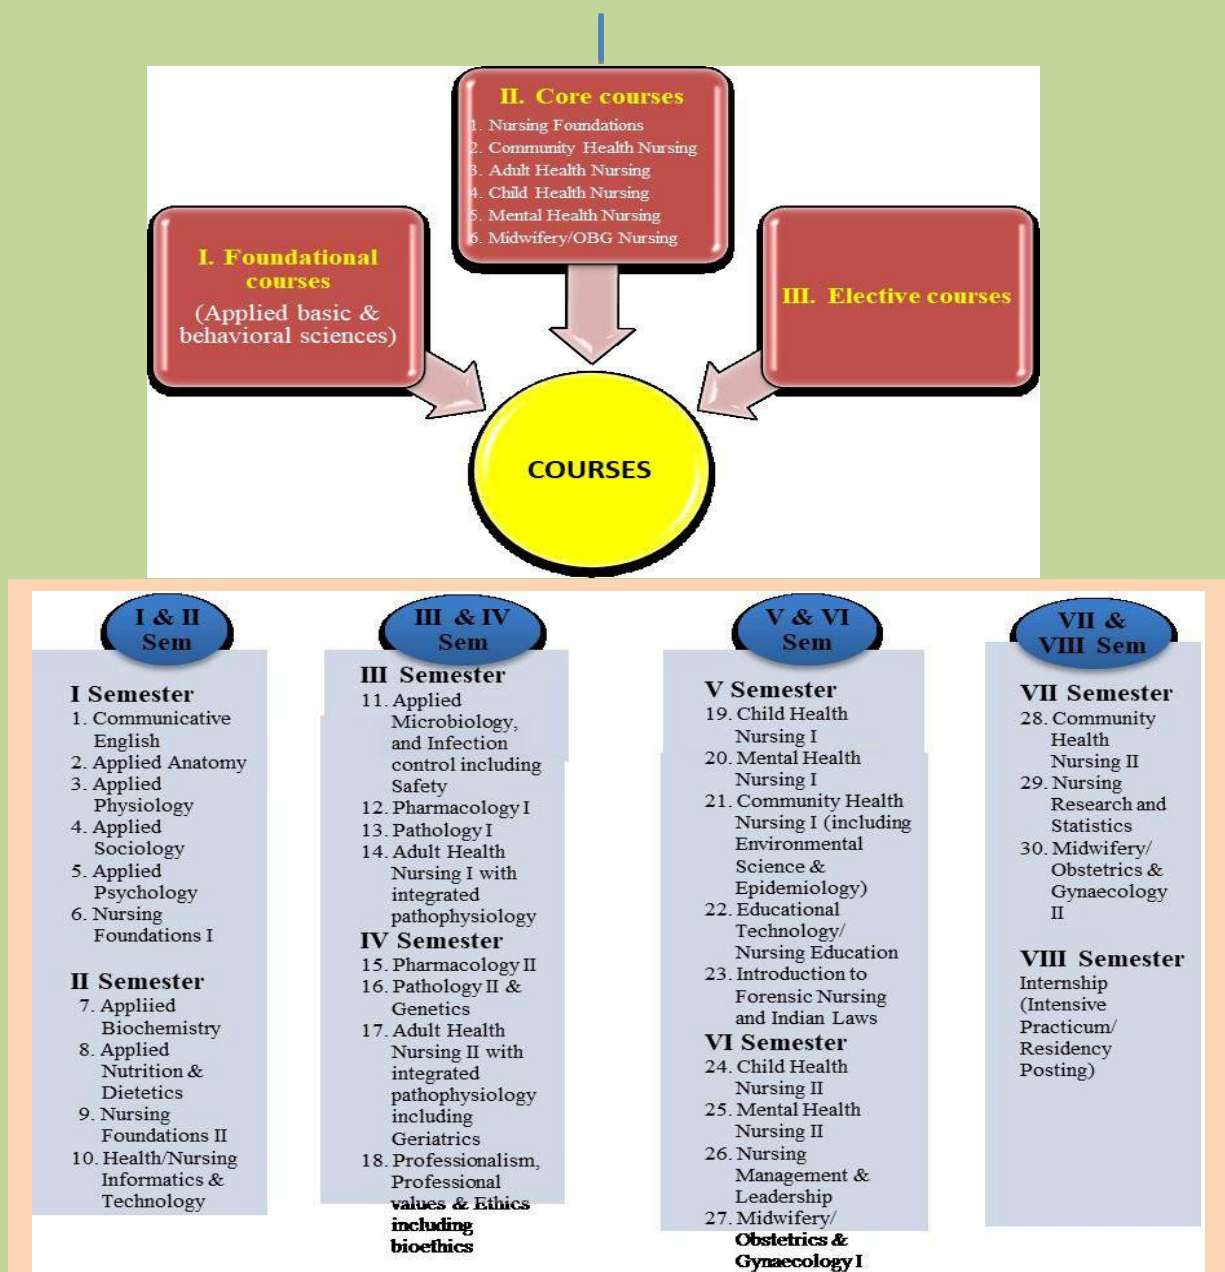 II. Core courses
1. Nursing Foundations
2. Community Health Nursing
3. Adult Health Nursing
4. Child Health Nursing
5. Mental Health Nursing
6. Midwifery/OBG Nursing
I. Foundational
courses
(Applied basic &
behavioral sciences)
III. Elective courses
COURSES
I & II
Sem
I Semester
1. Communicative
English
2. Applied Anatomy
3. Applied
Physiology
4. Applied
Sociology
5. Applied
Psychology
6. Nursing
Foundations I
II Semester
7. Appliied
Biochemistry
8. Applied
Nutrition &
Dietetics
9. Nursing
Foundations II
10. Health/Nursing
Informatics &
Technology
III & IV
Sem
III Semester
11. Applied
Microbiology,
and Infection
control including
Safety
12. Pharmacology I
13. Pathology I
14. Adult Health
Nursing I with
integrated
pathophysiology
IV Semester
15. Pharmacology II
16. Pathology II &
Genetics
17. Adult Health
Nursing II with
integrated
pathophysiology
including
Geriatrics
18. Professionalism,
Professional
values & Ethics
including
bioethics
V & VI
Sem
V Semester
19. Child Health
Nursing I
20. Mental Health
Nursing I
21. Community Health
Nursing I (including
Environmental
Science &
Epidemiology)
22. Educational
Technology/
Nursing Education
23. Introduction to
Forensic Nursing
and Indian Laws
VI Semester
24. Child Health
Nursing II
25. Mental Health
Nursing II
26. Nursing
Management &
Leadership
27. Midwifery/
Obstetrics &
Gynaecology I
VII &
VIII Sem
VII Semester
28. Community
Health
Nursing II
29. Nursing
Research and
Statistics
30. Midwifery/
Obstetrics &
Gynaecology
II
VIII Semester
Internship
(Intensive
Practicum/
Residency
Posting)